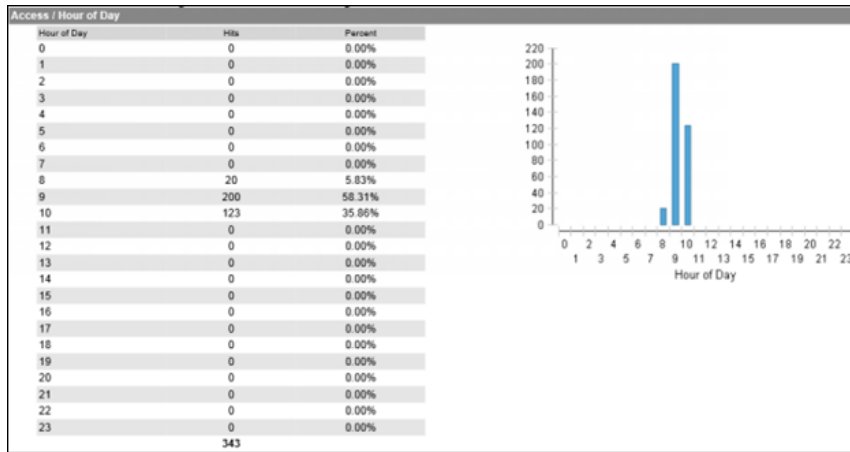 Access / Hour of Day
Hour of Day Hits Percent
0 0 0.00%
1 0 0.00%
2 0 0.00%
3 0 0.00%
4 0 0.00%
5 0 0.00%
6 0 0.00%
7 0 0.00%
8 20 5.83%
9 200 58.31%
10 123 35.86%
11 0 0.00%
12 0 0.00%
13 0 0.00%
14 0 0.00%
15 0 0.00%
16 0 0.00%
17 0 0.00%
18 0 0.00%
19 0 0.00%
20 0 0.00%
21 0 0.00%
22 0 0.00%
23 0 0.00%
343
220
200
180
160
140
120
100
80
60
40
20
0
0 2 4 6 8 10 12 14 16 18 20 22
1 3 5 7 9 11 13 15 17 19 21 23
Hour of Day